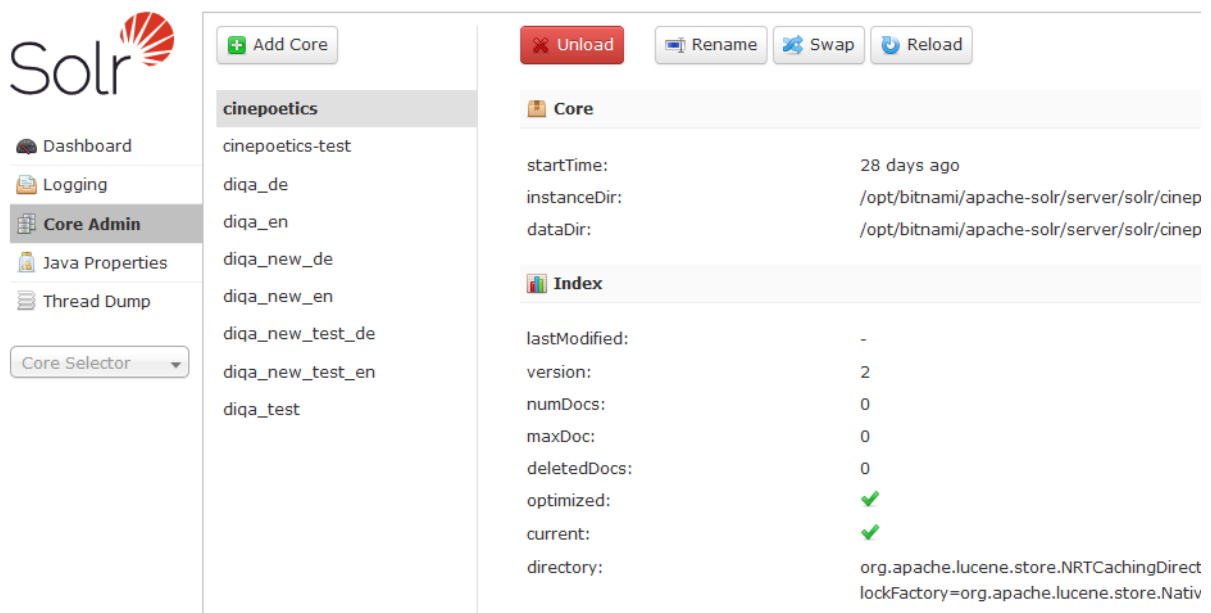 Solr
Dashboard
Logging
Core Admin
Java Properties
Thread Dump
Core Selector
Add Core
cinepoetics
cinepoetics-test
diqa_de
diqa_en
diqa_new_de
diqa_new_en
diqa_new_test_de
diqa_new_test_en
diqa_test
Unload Rename Swap Reload
Core
startTime: 28 days ago
instanceDir: /opt/bitnami/apache-solr/server/solr/cinep
dataDir: /opt/bitnami/apache-solr/server/solr/cinep
Index
lastModified: -
version: 2
numDocs: 0
maxDoc: 0
deletedDocs: 0
optimized:
current:
directory: org.apache.lucene.store.NRTCachingDirect
lockFactory=org.apache.lucene.store.Nativ